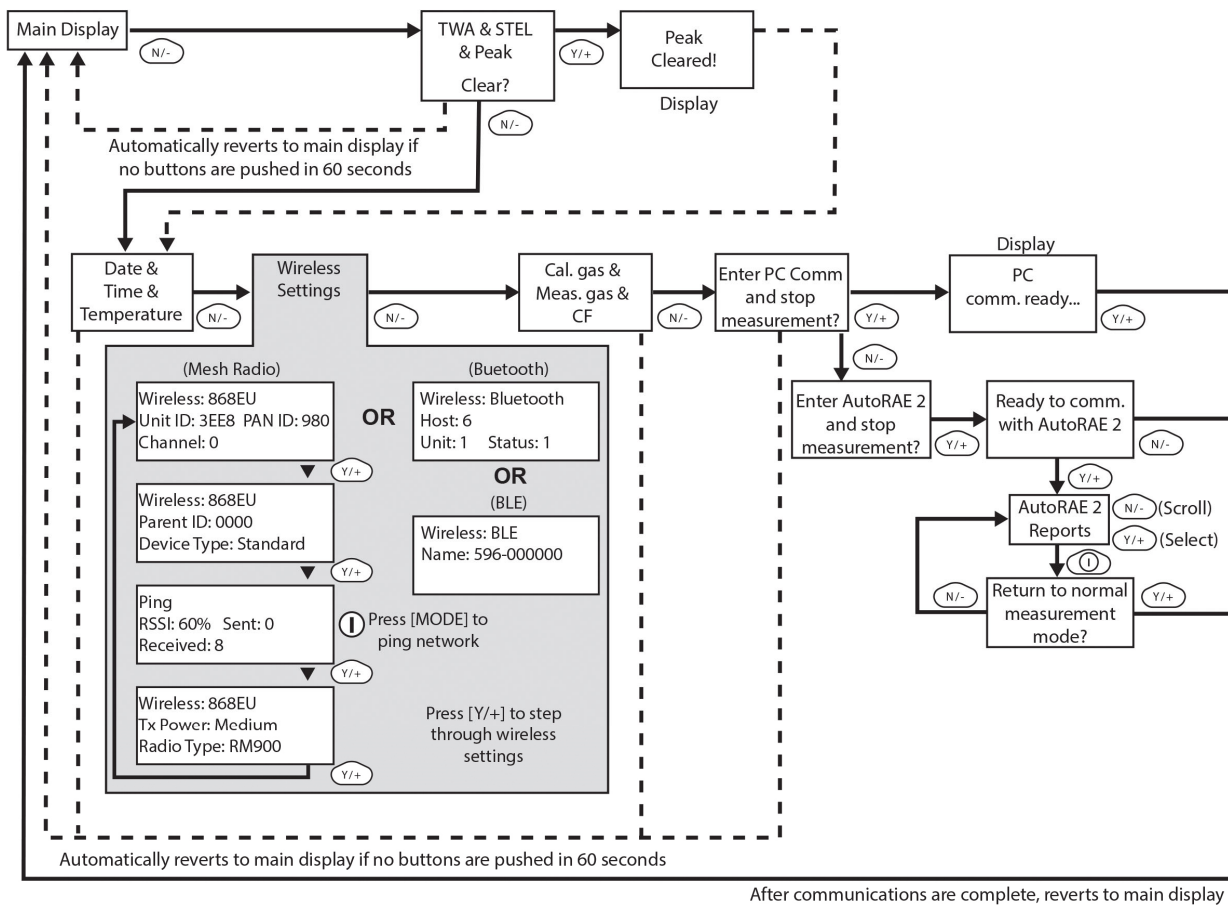 Main Display
N/-
TWA & STEL
& Peak
Clear?
Y/+
Peak
Cleared!
Display
N/-
Automatically reverts to main display if
no buttons are pushed in 60 seconds
Date &
Time &
Temperature
N/-
Wireless
Settings
N/-
Cal. gas &
Meas. gas &
CF
N/-
Enter PC Comm
and stop
measurement?
Y/+
Display
PC
comm. ready...
Y/+
N/-
Enter AutoRAE 2
and stop
measurement?
Y/+
Ready to comm.
with AutoRAE 2
N/-
Y/+
AutoRAE 2
Reports
N/- (Scroll)
Y/+ (Select)
Return to normal
measurement
mode?
N/-
Y/+
(Mesh Radio)
Wireless: 868EU
Unit ID: 3EE8 PAN ID: 980
Channel: 0
Y/+
Wireless: 868EU
Parent ID: 0000
Device Type: Standard
Y/+
Ping
RSSI: 60% Sent: 0
Received: 8
Press [MODE] to
ping network
Y/+
Wireless: 868EU
Tx Power: Medium
Radio Type: RM900
Y/+
OR
(Buetooth)
Wireless: Bluetooth
Host: 6
Unit: 1 Status: 1
OR
(BLE)
Wireless: BLE
Name: 596-000000
Press [Y/+] to step
through wireless
settings
Automatically reverts to main display if no buttons are pushed in 60 seconds
After communications are complete, reverts to main display